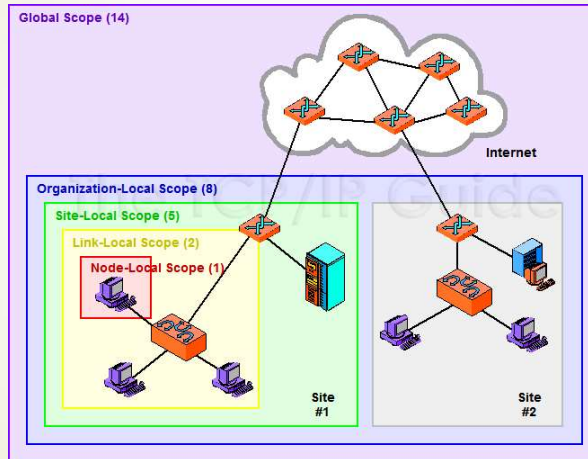 Global Scope (14)
Internet
Organization-Local Scope (8)
The TCP/IP Guide
Site-Local Scope (5)
Link-Local Scope (2)
Node-Local Scope (1)
Site
#1
Site
#2